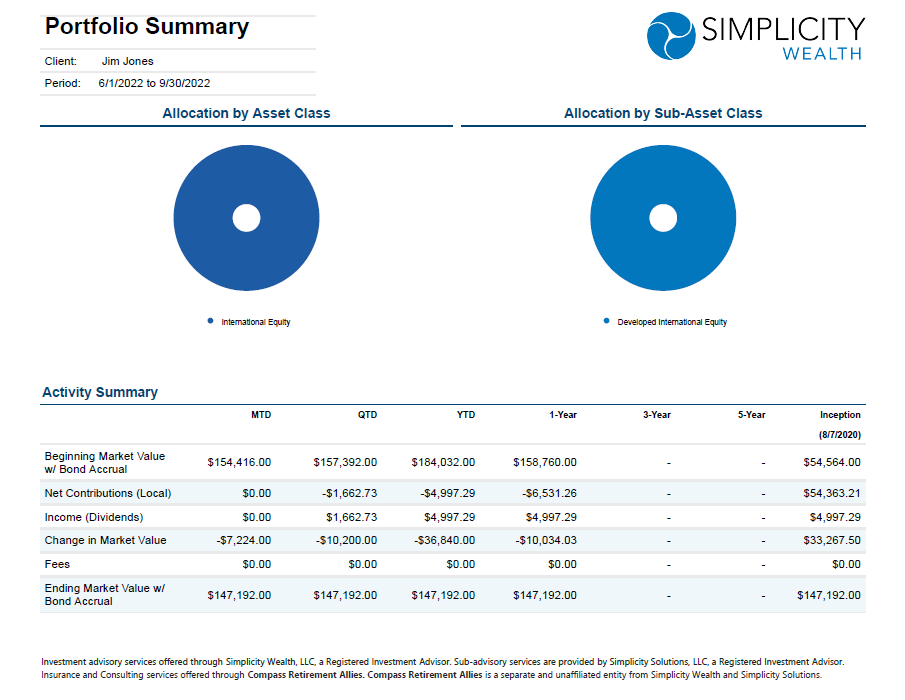 Portfolio Summary
SIMPLICITY
WEALTH
Client: Jim Jones
Period: 6/1/2022 to 9/30/2022
Allocation by Asset Class
Allocation by Sub-Asset Class
International Equity
Developed International Equity
Activity Summary
MTD QTD YTD 1-Year 3-Year 5-Year Inception
(8/7/2020)
Beginning Market Value
w/ Bond Accrual $154,416.00 $157,392.00 $184,032.00 $158,760.00 - - $54,564.00
Net Contributions (Local) $0.00 -$1,662.73 -$4,997.29 -$6,531.26 - - $54,363.21
Income (Dividends) $0.00 $1,662.73 $4,997.29 $4,997.29 - - $4,997.29
Change in Market Value -$7,224.00 -$10,200.00 -$36,840.00 -$10,034.03 - - $33,267.50
Fees $0.00 $0.00 $0.00 $0.00 - - $0.00
Ending Market Value w/
Bond Accrual $147,192.00 $147,192.00 $147,192.00 $147,192.00 - - $147,192.00
Investment advisory services offered through Simplicity Wealth, LLC, a Registered Investment Advisor. Sub-advisory services are provided by Simplicity Solutions, LLC, a Registered Investment Advisor.
Insurance and Consulting services offered through Compass Retirement Allies. Compass Retirement Allies is a separate and unaffiliated entity from Simplicity Wealth and Simplicity Solutions.